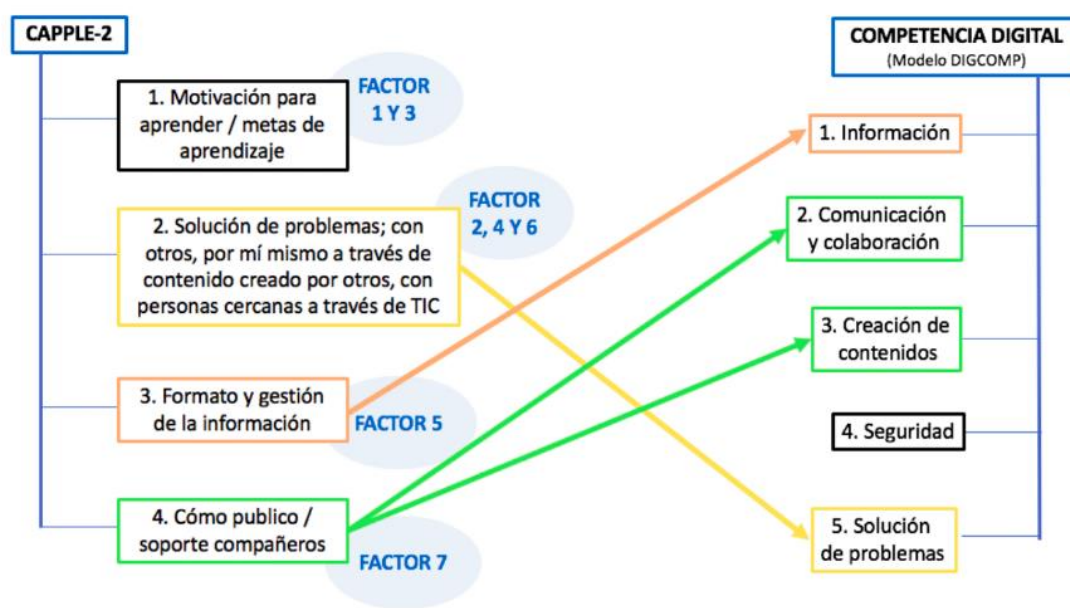 CAPPLE-2
1. Motivación para
aprender / metas de
aprendizaje
FACTOR
1 Y 3
2. Solución de problemas; con
otros, por mí mismo a través de
contenido creado por otros, con
personas cercanas a través de TIC
FACTOR
2, 4 Y 6
3. Formato y gestión
de la información
FACTOR 5
4. Cómo publico /
soporte compañeros
FACTOR 7
COMPETENCIA DIGITAL
(Modelo DIGCOMP)
1. Información
2. Comunicación
y colaboración
3. Creación de
contenidos
4. Seguridad
5. Solución
de problemas